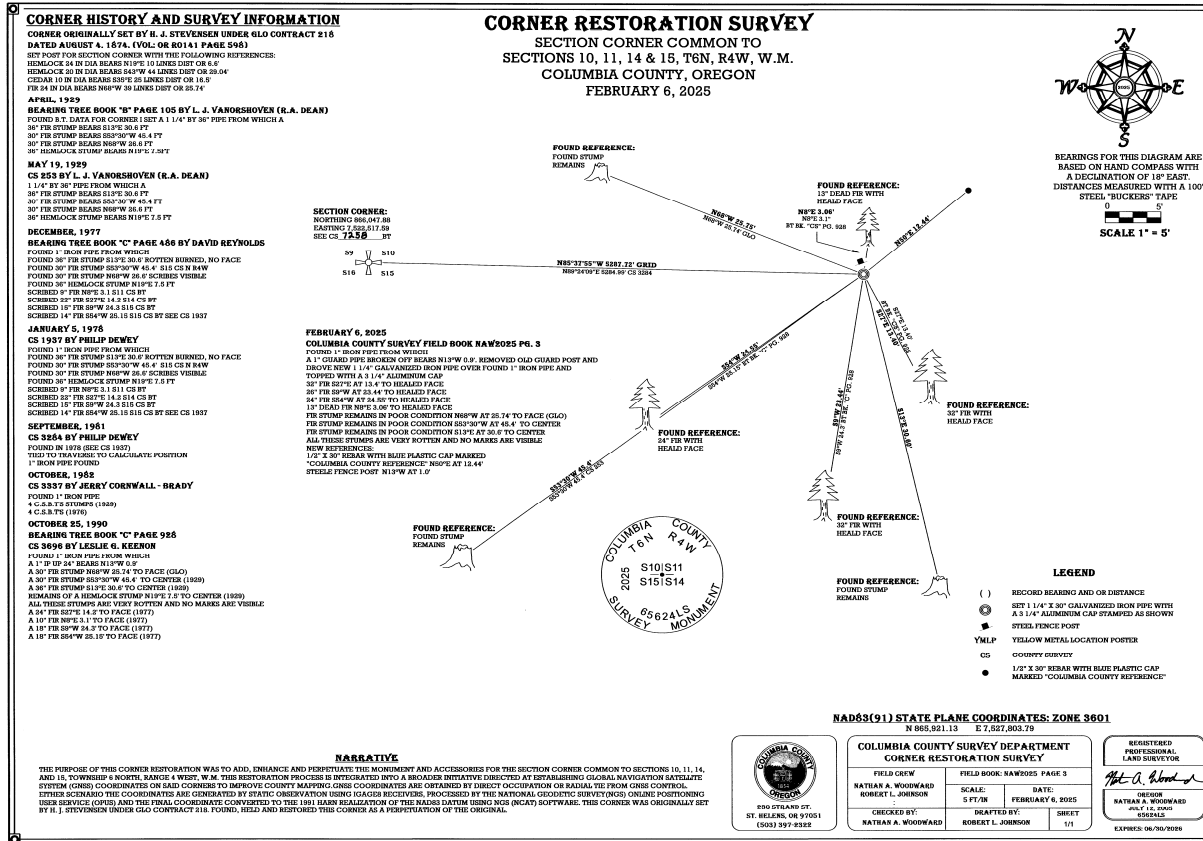 CORNER HISTORY AND SURVEY INFORMATION
CORNER ORIGINALLY SET BY H. J. STEVENSEN UNDER GLO CONTRACT 218
DATED AUGUST 4, 1874. (VOL: OR R0141 PAGE 598)
SET POST FOR SECTION CORNER WITH THE FOLLOWING REFERENCES:
HEMLOCK 24 IN DIA BEARS N19°E 10 LINKS DIST OR 6.6'
HEMLOCK 20 IN DIA BEARS S43°W 44 LINKS DIST OR 29.04'
CEDAR 10 IN DIA BEARS S35°E 25 LINKS DIST OR 16.5'
FIR 24 IN DIA BEARS N68°W 39 LINKS DIST OR 25.74'
APRIL, 1929
BEARING TREE BOOK "B" PAGE 105 BY L. J. VANORSHOVEN (R.A. DEAN)
FOUND B.T. DATA FOR CORNER I SET A 1 1/4" BY 36" PIPE FROM WHICH A
36" FIR STUMP BEARS S13°E 30.6 FT
30" FIR STUMP BEARS S53°30"W 45.4 FT
30" FIR STUMP BEARS N68°W 26.6 FT
36" HEMLOCK STUMP BEARS N19°E 7.5FT
MAY 19, 1929
CS 253 BY L. J. VANORSHOVEN (R.A. DEAN)
1 1/4" BY 36" PIPE FROM WHICH A
36" FIR STUMP BEARS S13°E 30.6 FT
30" FIR STUMP BEARS S53°30"W 45.4 FT
30" FIR STUMP BEARS N68°W 26.6 FT
36" HEMLOCK STUMP BEARS N19°E 7.5 FT
DECEMBER, 1977
BEARING TREE BOOK "C" PAGE 486 BY DAVID REYNOLDS
FOUND 1" IRON PIPE FROM WHICH
FOUND 36" FIR STUMP S13°E 30.6' ROTTEN BURNED, NO FACE
FOUND 30" FIR STUMP S53°30"W 45.4' S15 CS N R4W
FOUND 30" FIR STUMP N68°W 26.6' SCRIBES VISIBLE
FOUND 36" HEMLOCK STUMP N19°E 7.5 FT
SCRIBED 9" FIR N8°E 3.1 S11 CS BT
SCRIBED 22" FIR S27°E 14.2 S14 CS BT
SCRIBED 15" FIR S9°W 24.3 S15 CS BT
SCRIBED 14" FIR S54°W 25.15 S15 CS BT SEE CS 1937
JANUARY 5, 1978
CS 1937 BY PHILIP DEWEY
FOUND 1" IRON PIPE FROM WHICH
FOUND 36" FIR STUMP S13°E 30.6' ROTTEN BURNED, NO FACE
FOUND 30" FIR STUMP S53°30"W 45.4' S15 CS N R4W
FOUND 30" FIR STUMP N68°W 26.6' SCRIBES VISIBLE
FOUND 36" HEMLOCK STUMP N19°E 7.5 FT
SCRIBED 9" FIR N8°E 3.1 S11 CS BT
SCRIBED 22" FIR S27°E 14.2 S14 CS BT
SCRIBED 15" FIR S9°W 24.3 S15 CS BT
SCRIBED 14" FIR S54°W 25.15 S15 CS BT SEE CS 1937
SEPTEMBER, 1981
CS 3284 BY PHILIP DEWEY
FOUND IN 1978 (SEE CS 1937)
TIED TO TRAVERSE TO CALCULATE POSITION
1" IRON PIPE FOUND
OCTOBER, 1982
CS 3337 BY JERRY CORNWALL - BRADY
FOUND 1" IRON PIPE
4 C.S.B.T'S STUMPS (1929)
4 C.S.B.T'S (1976)
OCTOBER 25, 1990
BEARING TREE BOOK "C" PAGE 928
CS 3696 BY LESLIE G. KEENON
FOUND 1" IRON PIPE FROM WHICH
A 1" IP UP 24" BEARS N13°W 0.9'
A 30" FIR STUMP N68°W 25.74' TO FACE (GLO)
A 30" FIR STUMP S53°30"W 45.4' TO CENTER (1929)
A 36" FIR STUMP S13°E 30.6' TO CENTER (1929)
REMAINS OF A HEMLOCK STUMP N19°E 7.5' TO CENTER (1929)
ALL THESE STUMPS ARE VERY ROTTEN AND NO MARKS ARE VISIBLE
A 24" FIR S27°E 14.2' TO FACE (1977)
A 10" FIR N8°E 3.1' TO FACE (1977)
A 18" FIR S9°W 24.3' TO FACE (1977)
A 18" FIR S54°W 25.15' TO FACE (1977)
CORNER RESTORATION SURVEY
SECTION CORNER COMMON TO
SECTIONS 10, 11, 14 & 15, T6N, R4W, W.M.
COLUMBIA COUNTY, OREGON
FEBRUARY 6, 2025
N
W
E
S
2025
BEARINGS FOR THIS DIAGRAM ARE
BASED ON HAND COMPASS WITH
A DECLINATION OF 18° EAST.
DISTANCES MEASURED WITH A 100'
STEEL "BUCKERS" TAPE
0 5'
SCALE 1" = 5'
FOUND REFERENCE:
FOUND STUMP
REMAINS
N68°W 25.75'
N68°W 25.74' GLO
FOUND REFERENCE:
13" DEAD FIR WITH
HEALD FACE
N8°E 3.06'
N8°E 3.1'
BT BK. "C" PG. 928
N50°E 12.44'
SECTION CORNER:
NORTHING 866,047.88
EASTING 7,522,517.59
SEE CS 7258 BT
S9 S10
S16 S15
N85°37'55"W 5287.72' GRID
N89°24'09"E 5284.99' CS 3284
FEBRUARY 6, 2025
COLUMBIA COUNTY SURVEY FIELD BOOK NAW2025 PG. 3
FOUND 1" IRON PIPE FROM WHICH
A 1" GUARD PIPE BROKEN OFF BEARS N13°W 0.9'. REMOVED OLD GUARD POST AND
DROVE NEW 1 1/4" GALVANIZED IRON PIPE OVER FOUND 1" IRON PIPE AND
TOPPED WITH A 3 1/4" ALUMINUM CAP
32" FIR S27°E AT 13.4' TO HEALED FACE
26" FIR S9°W AT 23.44' TO HEALED FACE
24" FIR S54°W AT 24.55' TO HEALED FACE
13" DEAD FIR N8°E 3.06' TO HEALED FACE
FIR STUMP REMAINS IN POOR CONDITION N68°W AT 25.74' TO FACE (GLO)
FIR STUMP REMAINS IN POOR CONDITION S53°30"W AT 45.4' TO CENTER
FIR STUMP REMAINS IN POOR CONDITION S13°E AT 30.6' TO CENTER
ALL THESE STUMPS ARE VERY ROTTEN AND NO MARKS ARE VISIBLE
NEW REFERENCES:
1/2" X 30" REBAR WITH BLUE PLASTIC CAP MARKED
"COLUMBIA COUNTY REFERENCE" N50°E AT 12.44'
STEELE FENCE POST N13°W AT 1.0'
S54°W 24.55'
S54°W 25.15' BT BK. "C" PG. 928
S27°E 13.40'
BT BK. "C" PG. 928
S27°E 13.40'
FOUND REFERENCE:
32" FIR WITH
HEALD FACE
S9°W 24.3' BT BK. "C" PG. 928
S13°E 30.60'
FOUND REFERENCE:
24" FIR WITH
HEALD FACE
S53°30'W 45.4'
S53°30'W 45.4' CS 253
FOUND REFERENCE:
32" FIR WITH
HEALD FACE
FOUND REFERENCE:
FOUND STUMP
REMAINS
FOUND REFERENCE:
FOUND STUMP
REMAINS
COLUMBIA COUNTY
T6N R4W
2025
S10|S11
S15|S14
65624LS
SURVEY MONUMENT
LEGEND
( ) RECORD BEARING AND OR DISTANCE
SET 1 1/4" X 30" GALVANIZED IRON PIPE WITH
A 3 1/4" ALUMINUM CAP STAMPED AS SHOWN
STEEL FENCE POST
YMLP YELLOW METAL LOCATION POSTER
CS COUNTY SURVEY
1/2" X 30" REBAR WITH BLUE PLASTIC CAP
MARKED "COLUMBIA COUNTY REFERENCE"
NAD83(91) STATE PLANE COORDINATES: ZONE 3601
N 865,921.13 E 7,527,803.79
NARRATIVE
THE PURPOSE OF THIS CORNER RESTORATION WAS TO ADD, ENHANCE AND PERPETUATE THE MONUMENT AND ACCESSORIES FOR THE SECTION CORNER COMMON TO SECTIONS 10, 11, 14,
AND 15, TOWNSHIP 6 NORTH, RANGE 4 WEST, W.M. THIS RESTORATION PROCESS IS INTEGRATED INTO A BROADER INITIATIVE DIRECTED AT ESTABLISHING GLOBAL NAVIGATION SATELLITE
SYSTEM (GNSS) COORDINATES ON SAID CORNERS TO IMPROVE COUNTY MAPPING.GNSS COORDINATES ARE OBTAINED BY DIRECT OCCUPATION OR RADIAL TIE FROM GNSS CONTROL.
EITHER SCENARIO THE COORDINATES ARE GENERATED BY STATIC OBSERVATION USING IGAGE8 RECEIVERS, PROCESSED BY THE NATIONAL GEODETIC SURVEY(NGS) ONLINE POSITIONING
USER SERVICE (OPUS) AND THE FINAL COORDINATE CONVERTED TO THE 1991 HARN REALIZATION OF THE NAD83 DATUM USING NGS (NCAT) SOFTWARE. THIS CORNER WAS ORIGINALLY SET
BY H. J. STEVENSEN UNDER GLO CONTRACT 218. FOUND, HELD AND RESTORED THIS CORNER AS A PERPETUATION OF THE ORIGINAL.
COLUMBIA COUNTY
OREGON
230 STRAND ST.
ST. HELENS, OR 97051
(503) 397-2322
COLUMBIA COUNTY SURVEY DEPARTMENT
CORNER RESTORATION SURVEY
FIELD CREW
NATHAN A. WOODWARD
ROBERT L. JOHNSON
:
FIELD BOOK: NAW2025 PAGE 3
SCALE:
5 FT/IN
DATE:
FEBRUARY 6, 2025
CHECKED BY:
NATHAN A. WOODWARD
DRAFTED BY:
ROBERT L. JOHNSON
SHEET
1/1
REGISTERED
PROFESSIONAL
LAND SURVEYOR
OREGON
NATHAN A. WOODWARD
JULY 12, 2005
65624LS
EXPIRES: 06/30/2026